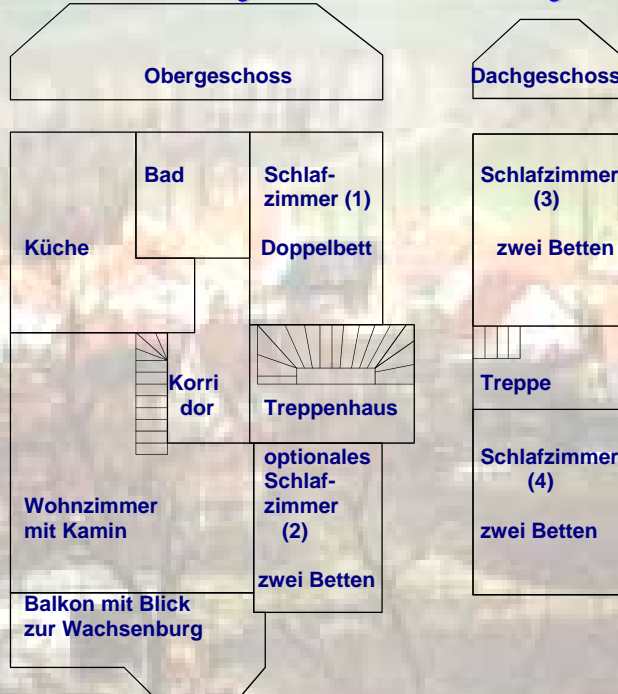 Obergeschoss
Dachgeschoss
Bad
Schlaf-
zimmer (1)
Doppelbett
Küche
Schlafzimmer
(3)
zwei Betten
Korri
dor
Treppenhaus
Treppe
optionales
Schlaf-
zimmer
(2)
zwei Betten
Wohnzimmer
mit Kamin
Schlafzimmer
(4)
zwei Betten
Balkon mit Blick
zur Wachsenburg